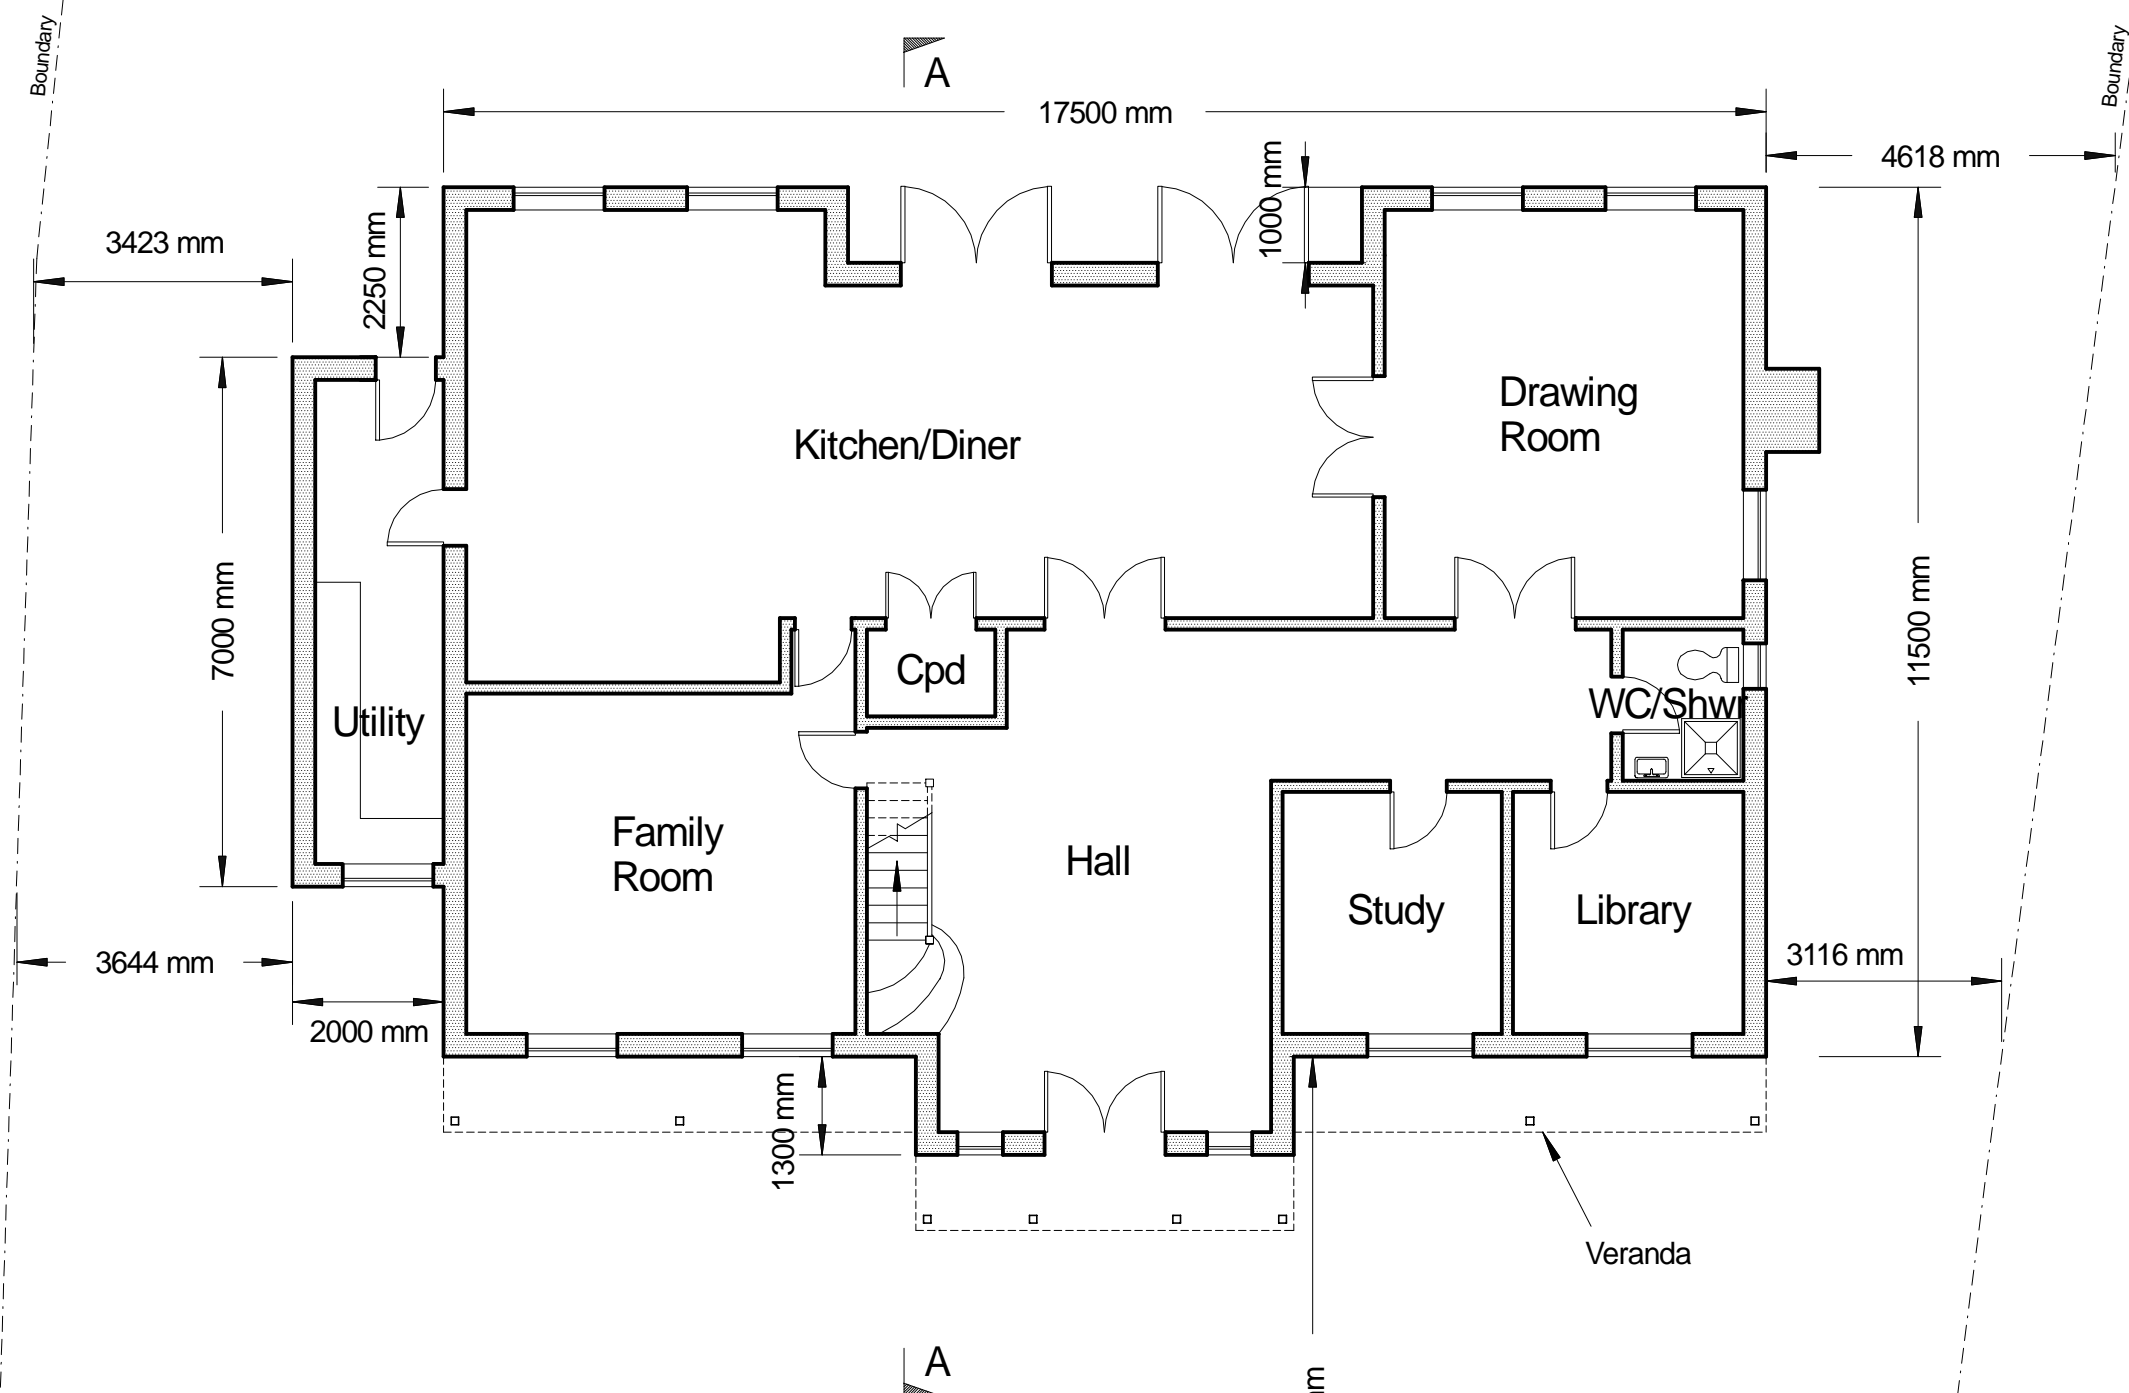 Boundary
Boundary
A
17500 mm
4618 mm
1000 mm
3423 mm
2250 mm
Drawing
Room
Kitchen/Diner
7000 mm
11500 mm
Cpd
WC/Shwr
Utility
Family
Room
Hall
Study
Library
3644 mm
3116 mm
2000 mm
1300 mm
Veranda
A